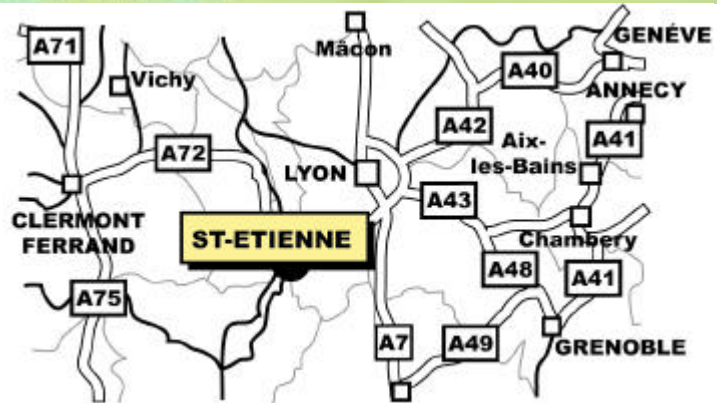 A71
Mâcon
GENÉVE
Vichy
A40
ANNECY
A42
A41
Aix-
les-Bains
A72
LYON
A43
CLERMONT
FERRAND
ST-ETIENNE
Chambery
A48
A41
A75
A7
A49
GRENOBLE